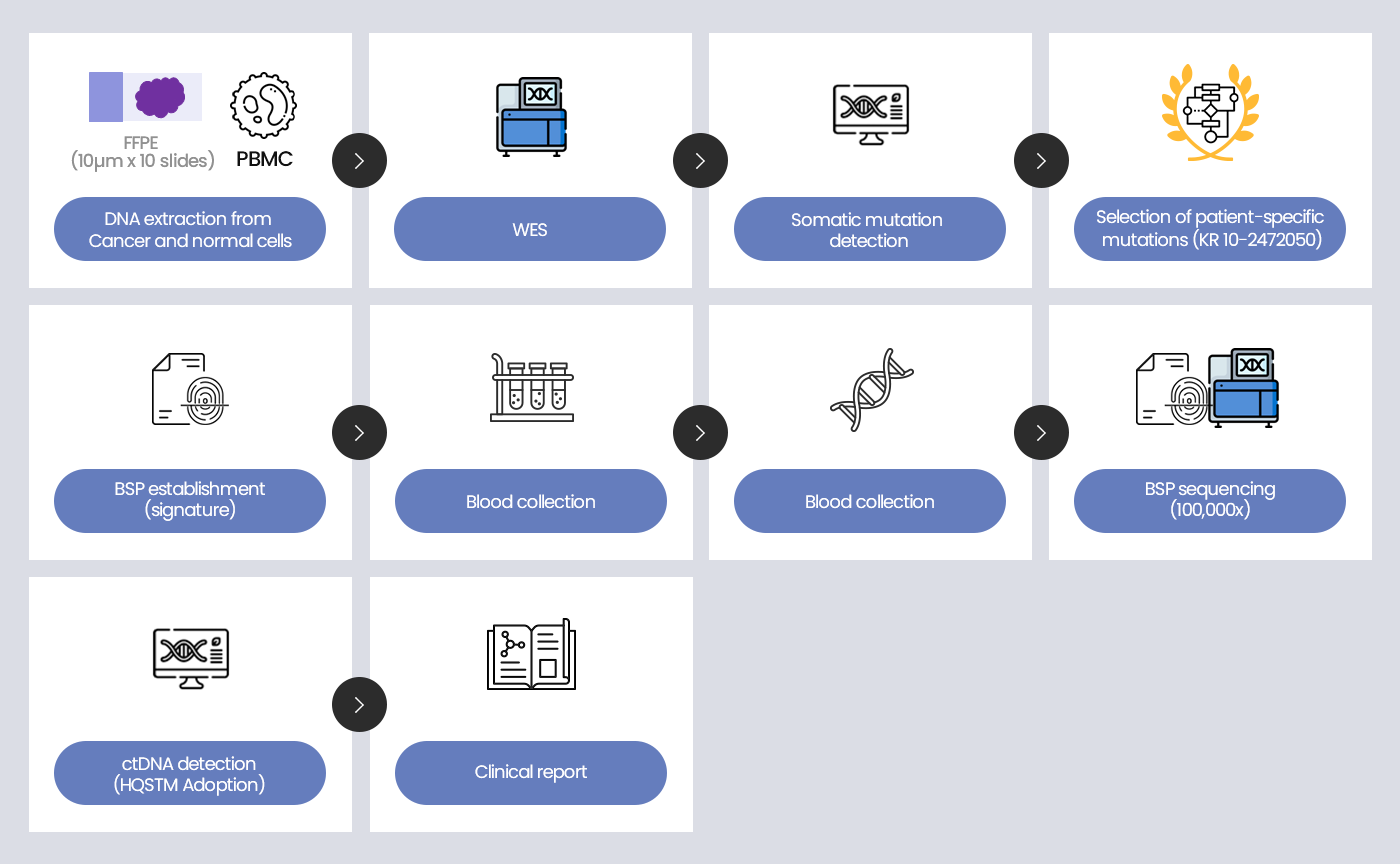 FFPE
(10µm x 10 slides)
PBMC
DNA extraction from
Cancer and normal cells
WES
Somatic mutation
detection
Selection of patient-specific
mutations (KR 10-2472050)
BSP establishment
(signature)
Blood collection
Blood collection
BSP sequencing
(100,000x)
ctDNA detection
(HQSTM Adoption)
Clinical report